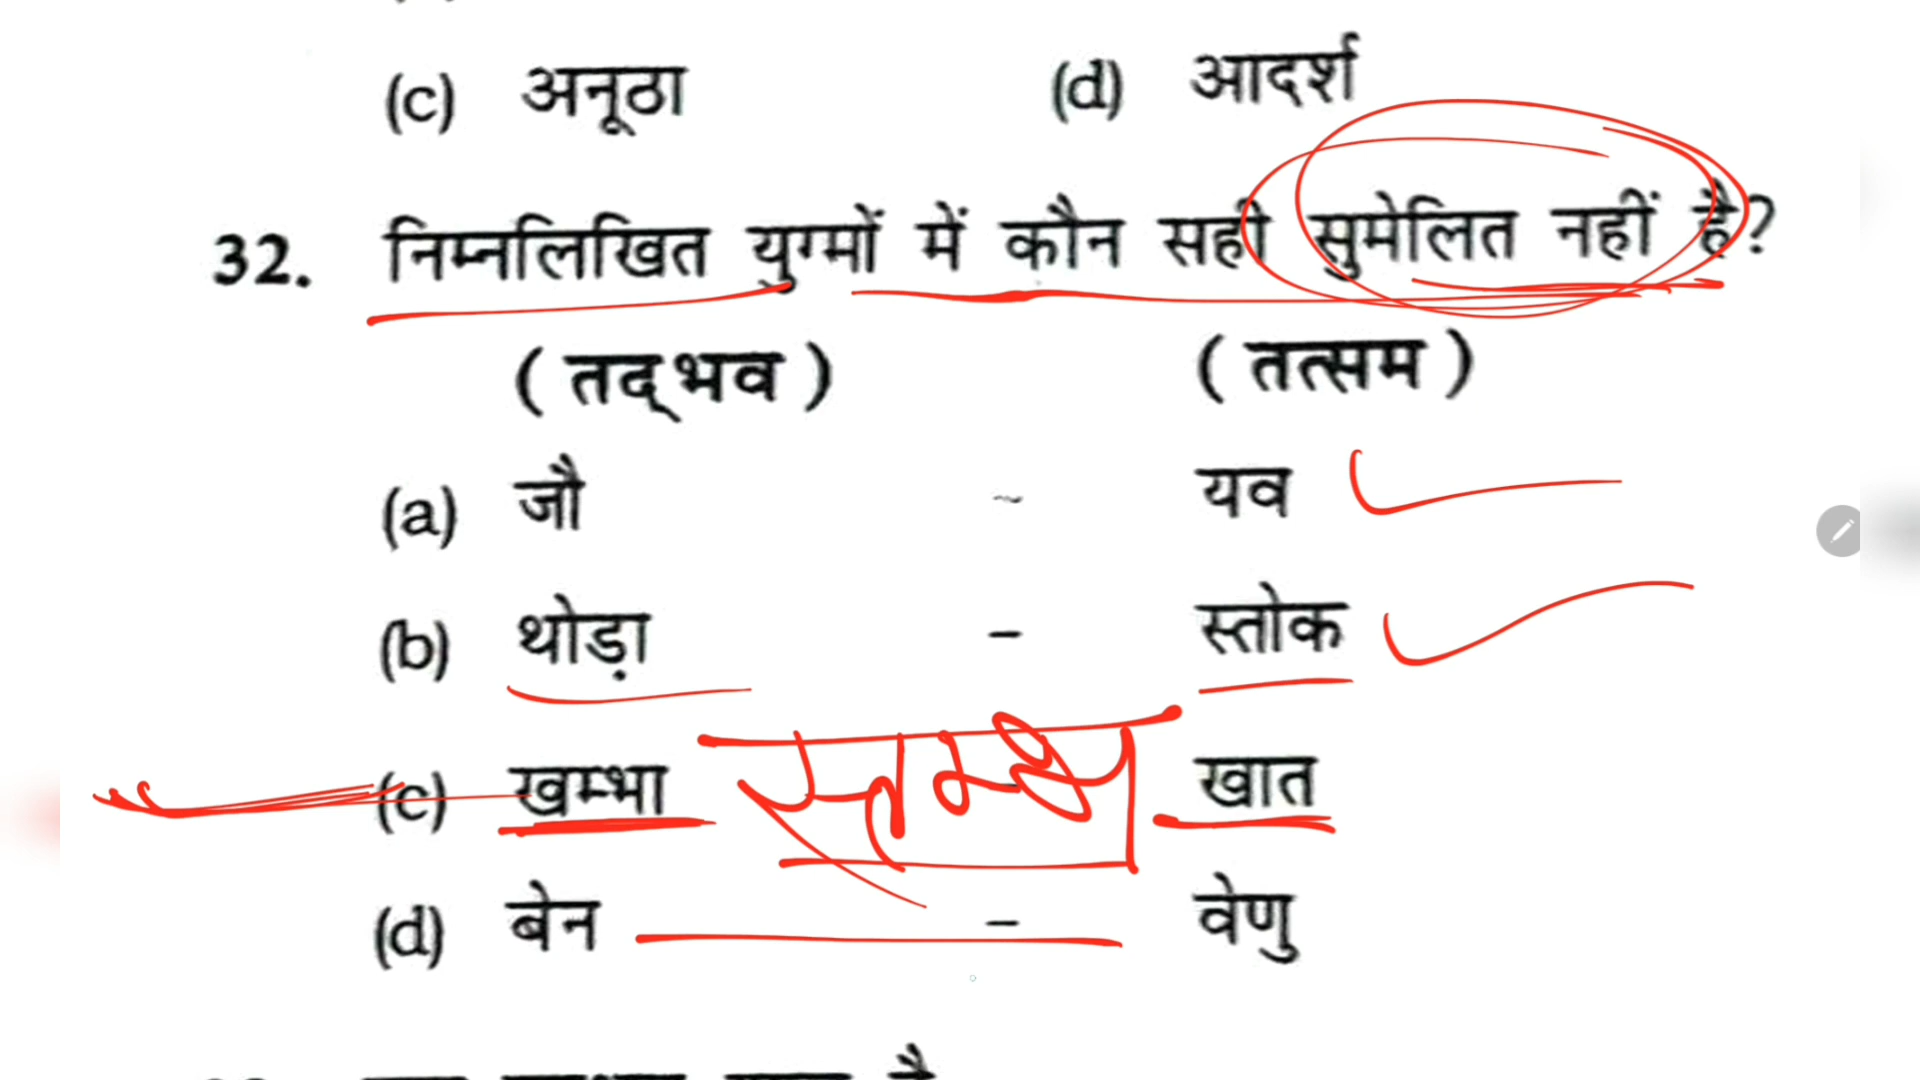 (c) अनूठा (d) आदर्श
32. निम्नलिखित युग्मों में कौन सही सुमेलित नहीं है?
( तद्भव ) ( तत्सम )
(a) जौ ~ यव
(b) थोड़ा - स्तोक
(c) खम्भा स्तम्भ खात
(d) बेन - वेणु